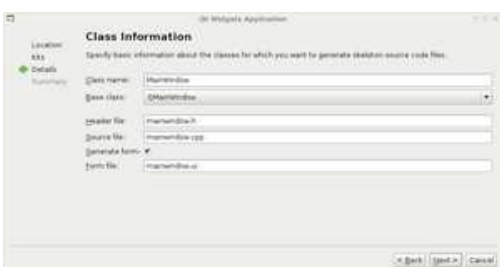 Qt Widgets Application
Location
Kits
Details
Summary
Class Information
Specify basic information about the classes for which you want to generate skeleton source code files.
Class name: MainWindow
Base class: QMainWindow
Header file: mainwindow.h
Source file: mainwindow.cpp
Generate form: ✔
Form file: mainwindow.ui
< Back
Next >
Cancel